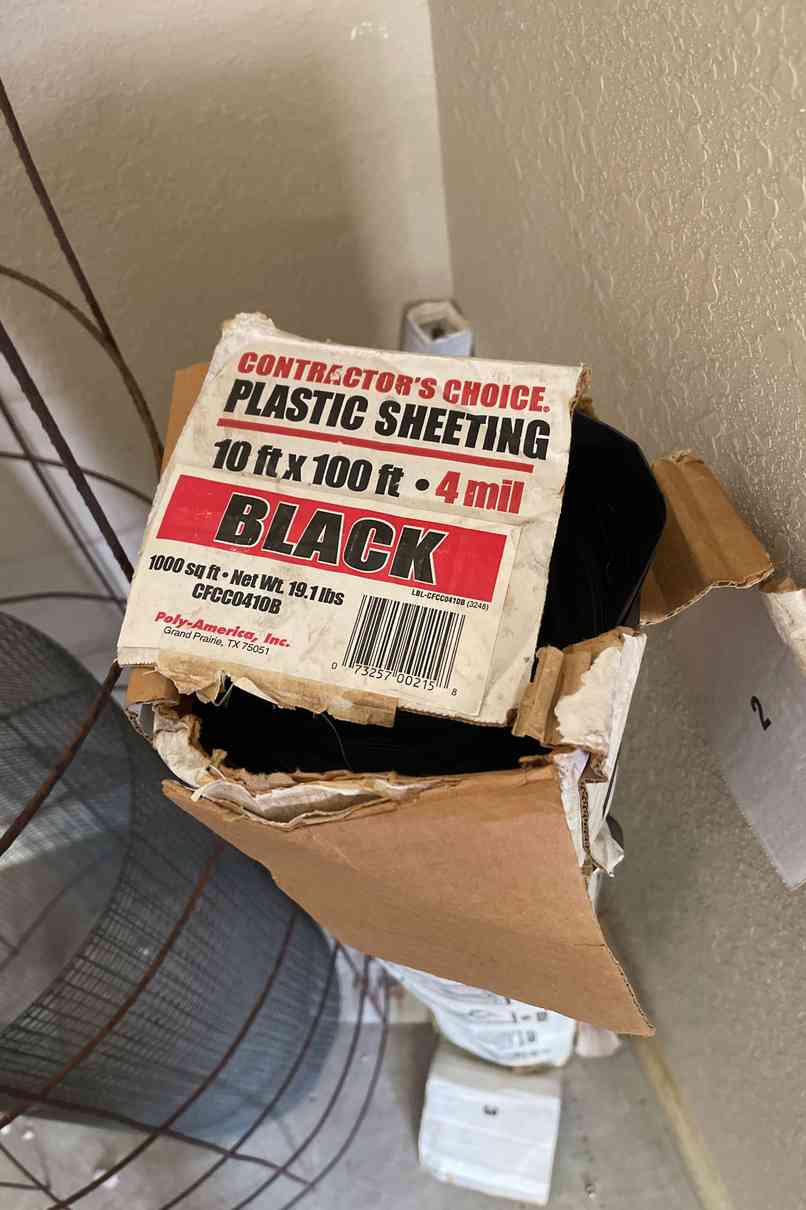 CONTRACTOR'S CHOICE.
PLASTIC SHEETING
10 ft x 100 ft • 4 mil
BLACK
1000 sq ft • Net Wt. 19.1 lbs
CFCC0410B
LBL-CFCC0410B (3248)
Poly-America, Inc.
Grand Prairie, TX 75051
0 73257 00215 8
2